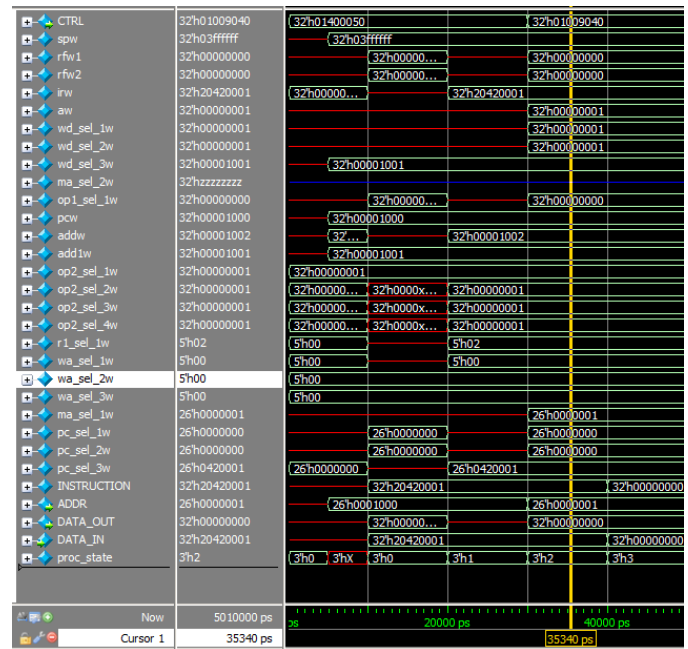 CTRL 32'h01009040 32'h01400050 32'h01009040
spw 32'h03ffffff 32'h03ffffff
rfw1 32'h00000000 32'h00000... 32'h00000000
rfw2 32'h00000000 32'h00000... 32'h00000000
irw 32'h20420001 32'h00000... 32'h20420001
aw 32'h00000001 32'h00000001
wd_sel_1w 32'h00000001 32'h00000001
wd_sel_2w 32'h00000001 32'h00000001
wd_sel_3w 32'h00001001 32'h00001001
ma_sel_2w 32'hzzzzzzzz
op1_sel_1w 32'h00000000 32'h00000... 32'h00000000
pcw 32'h00001000 32'h00001000
addw 32'h00001002 32'... 32'h00001002
add1w 32'h00001001 32'h00001001
op2_sel_1w 32'h00000001 32'h00000001
op2_sel_2w 32'h00000001 32'h00000... 32'h0000x... 32'h00000001
op2_sel_3w 32'h00000001 32'h00000... 32'h0000x... 32'h00000001
op2_sel_4w 32'h00000001 32'h00000... 32'h0000x... 32'h00000001
r1_sel_1w 5'h02 5'h00 5'h02
wa_sel_1w 5'h00 5'h00 5'h00
wa_sel_2w 5'h00 5'h00
wa_sel_3w 5'h00 5'h00
ma_sel_1w 26'h0000001 26'h0000001
pc_sel_1w 26'h0000000 26'h0000000 26'h0000000
pc_sel_2w 26'h0000000 26'h0000000 26'h0000000
pc_sel_3w 26'h0420001 26'h0000000 26'h0420001
INSTRUCTION 32'h20420001 32'h20420001 32'h00000000
ADDR 26'h0000001 26'h0001000 26'h0000001
DATA_OUT 32'h00000000 32'h00000... 32'h00000000
DATA_IN 32'h20420001 32'h20420001 32'h00000000
proc_state 3'h2 3'h0 3'hX 3'h0 3'h1 3'h2 3'h3
Now 5010000 ps ps 20000 ps 40000 ps
Cursor 1 35340 ps 35340 ps